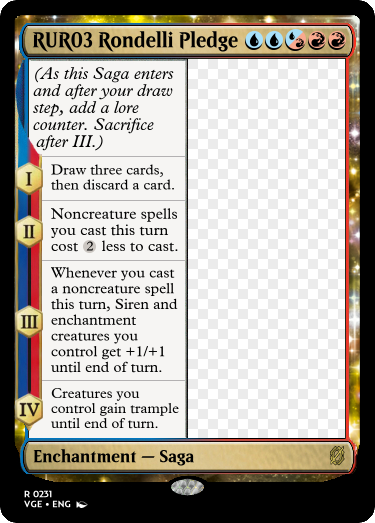 RUR03 Rondelli Pledge
(As this Saga enters
and after your draw
step, add a lore
counter. Sacrifice
after III.)
I
Draw three cards,
then discard a card.
II
Noncreature spells
you cast this turn
cost 2 less to cast.
III
Whenever you cast
a noncreature spell
this turn, Siren and
enchantment
creatures you
control get +1/+1
until end of turn.
IV
Creatures you
control gain trample
until end of turn.
Enchantment — Saga
R 0231
VGE • ENG